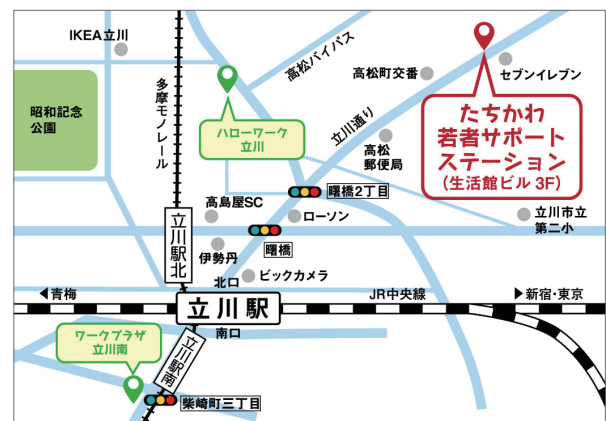 IKEA立川
高松バイパス
高松町交番
セブンイレブン
昭和記念
公園
多摩モノレール
ハローワーク
立川
立川通り
たちかわ
若者サポート
ステーション
(生活館ビル 3F)
高松
郵便局
曙橋2丁目
高島屋SC
ローソン
立川市立
第二小
立川駅北
曙橋
伊勢丹
北口
ビックカメラ
青梅
立川駅
JR中央線
新宿・東京
南口
ワークプラザ
立川南
立川駅南
柴崎町三丁目